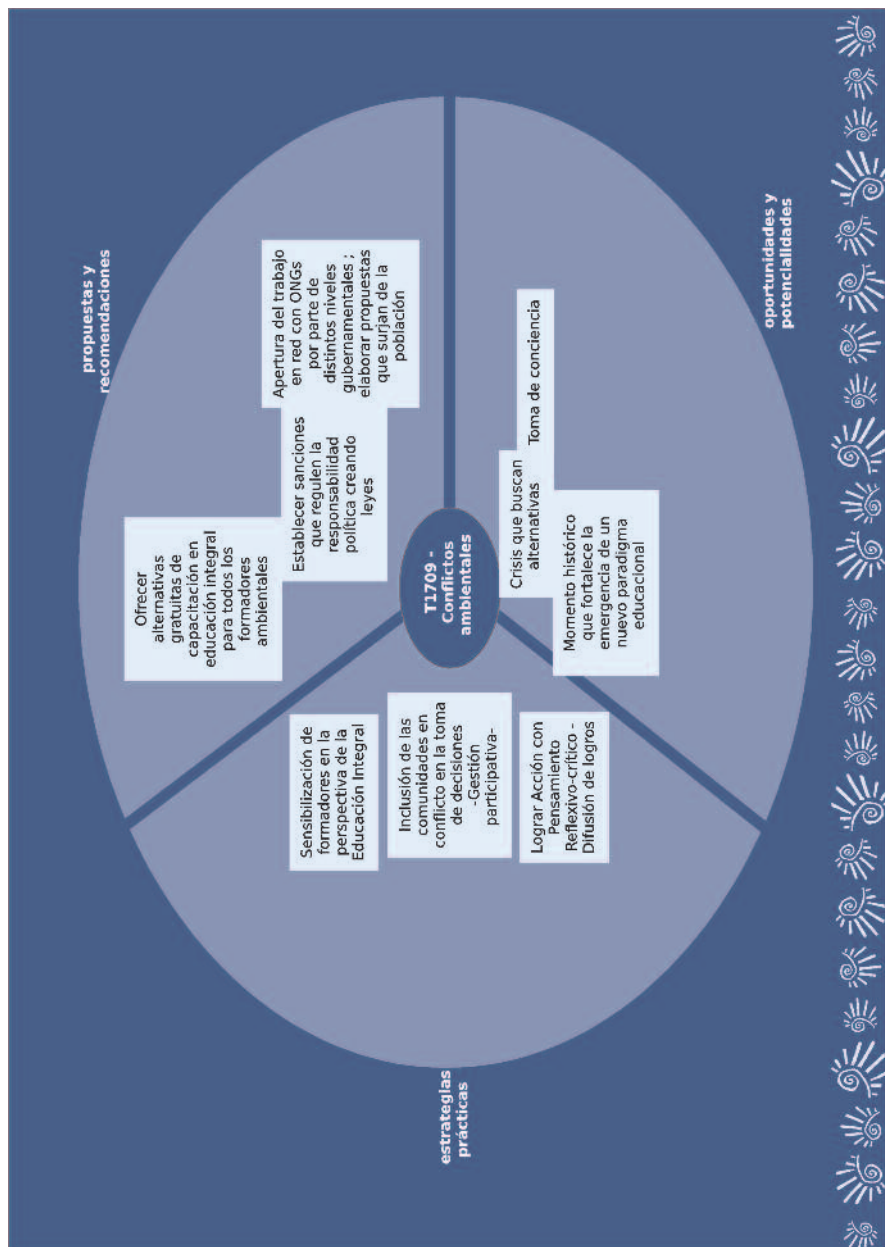 propuestas y
recomendaciones
Ofrecer
alternativas
gratuitas de
capacitación en
educación integral
para todos los
formadores
ambientales
Establecer sanciones
que regulen la
responsabilidad
política creando
leyes
Apertura del trabajo
en red con ONGs
por parte de
distintos niveles
gubernamentales ;
elaborar propuestas
que surjan de la
población
estrategias
prácticas
Sensibilización de
formadores en la
perspectiva de la
Educación Integral
Inclusión de las
comunidades en
conflicto en la toma
de decisiones
-Gestión
participativa-
Lograr Acción con
Pensamiento
Reflexivo-crítico -
Difusión de logros
T1709 -
Conflictos
ambientales
Crisis que buscan
alternativas
Toma de conciencia
Momento histórico
que fortalece la
emergencia de un
nuevo paradigma
educacional
oportunidades y
potencialidades